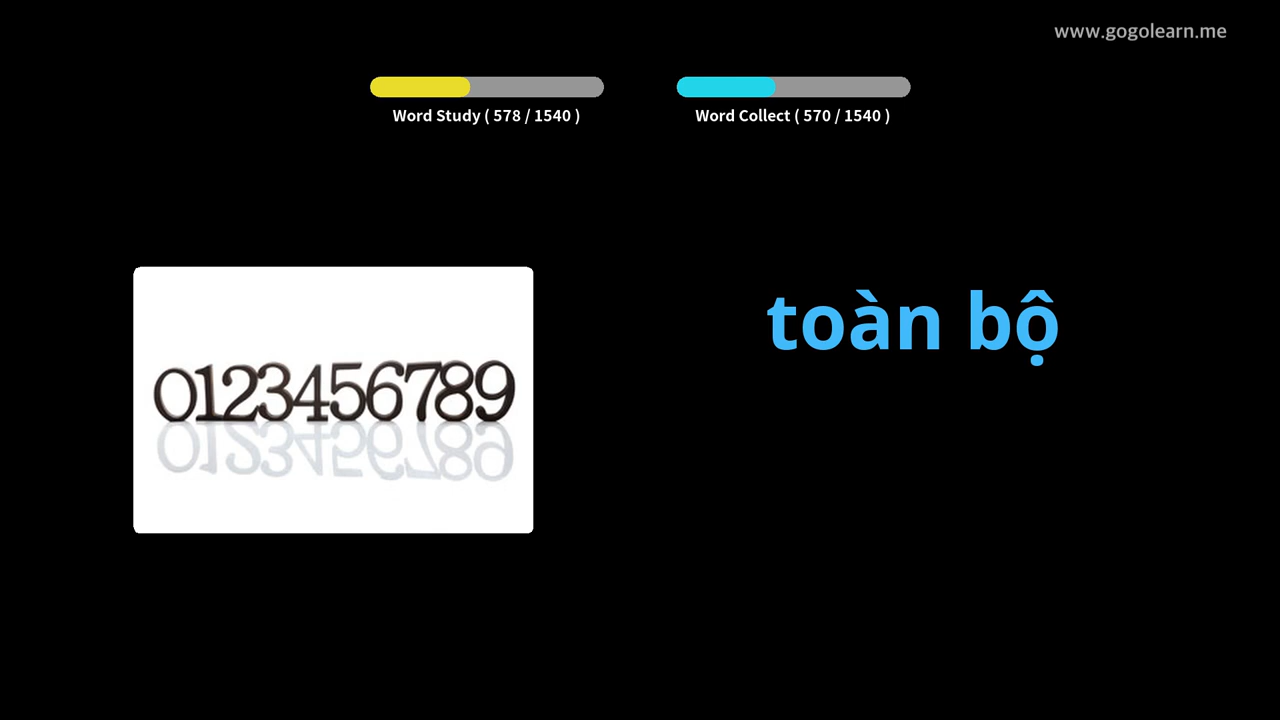 www.gogolearn.me
Word Study ( 578 / 1540 )
Word Collect ( 570 / 1540 )
toàn bộ
0123456789